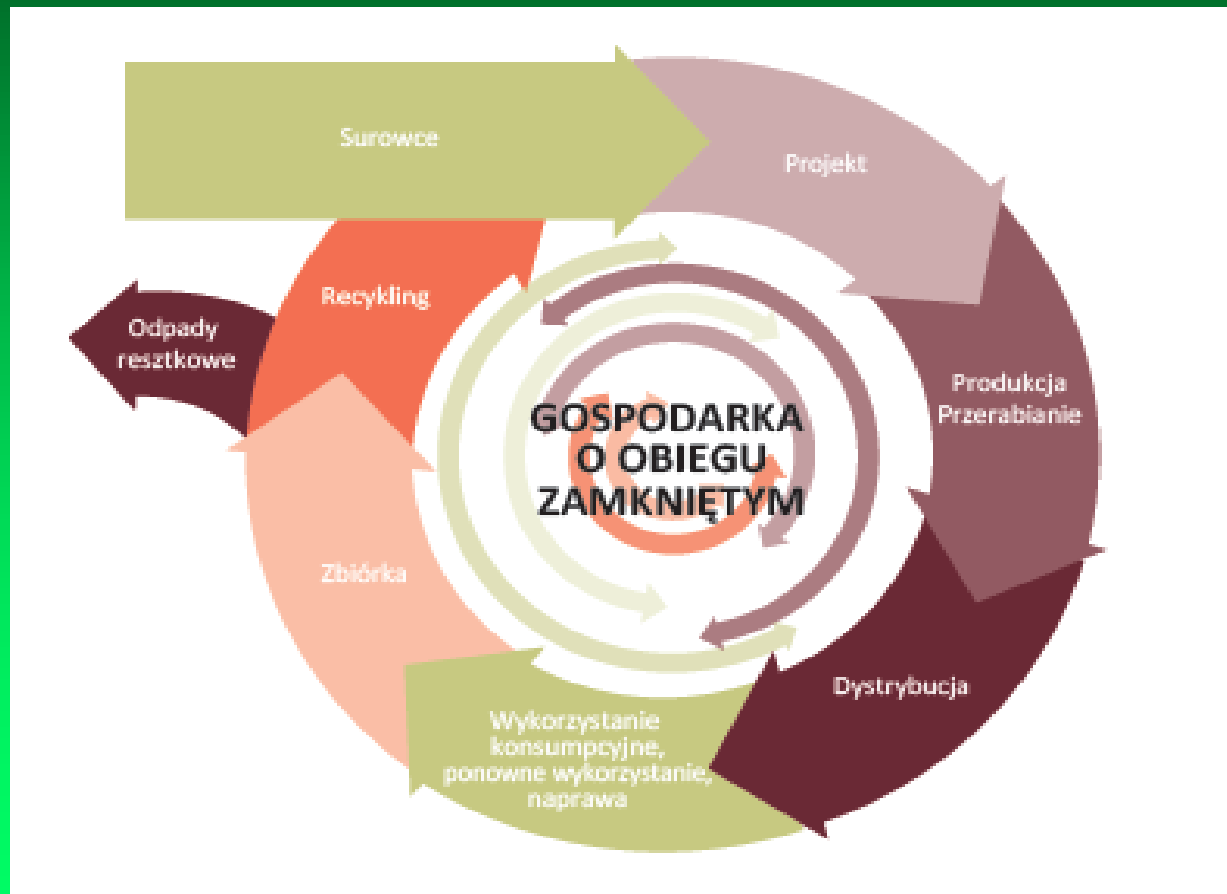 Surowce
Projekt
Recykling
Odpady
resztkowe
Produkcja
Przerabianie
GOSPODARKA
O OBIEGU
ZAMKNIĘTYM
Zbiórka
Dystrybucja
Wykorzystanie
konsumpcyjne,
ponowne wykorzystanie,
naprawa